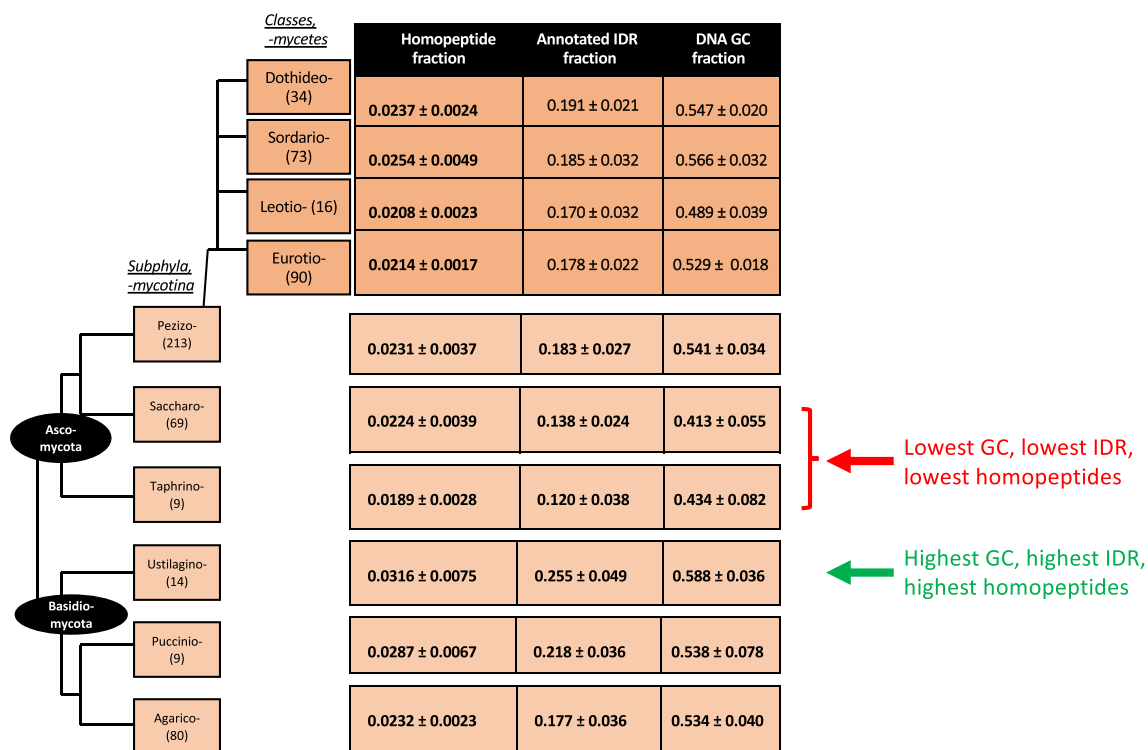 Classes,
-mycetes
Homopeptide fraction
Annotated IDR fraction
DNA GC fraction
Dothideo- (34)
0.0237 ± 0.0024
0.191 ± 0.021
0.547 ± 0.020
Sordario- (73)
0.0254 ± 0.0049
0.185 ± 0.032
0.566 ± 0.032
Leotio- (16)
0.0208 ± 0.0023
0.170 ± 0.032
0.489 ± 0.039
Eurotio- (90)
0.0214 ± 0.0017
0.178 ± 0.022
0.529 ± 0.018
Subphyla,
-mycotina
Pezizo- (213)
0.0231 ± 0.0037
0.183 ± 0.027
0.541 ± 0.034
Saccharo- (69)
0.0224 ± 0.0039
0.138 ± 0.024
0.413 ± 0.055
Asco-
mycota
Lowest GC, lowest IDR,
lowest homopeptides
Taphrino- (9)
0.0189 ± 0.0028
0.120 ± 0.038
0.434 ± 0.082
Ustilagino- (14)
0.0316 ± 0.0075
0.255 ± 0.049
0.588 ± 0.036
Highest GC, highest IDR,
highest homopeptides
Basidio-
mycota
Puccinio- (9)
0.0287 ± 0.0067
0.218 ± 0.036
0.538 ± 0.078
Agarico- (80)
0.0232 ± 0.0023
0.177 ± 0.036
0.534 ± 0.040